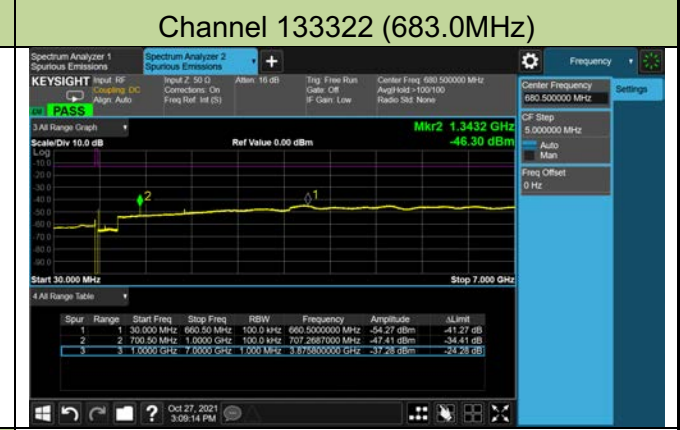 Channel 133322 (683.0MHz)
Spectrum Analyzer 1
Spurious Emissions
Spectrum Analyzer 2
Spurious Emissions
Frequency
KEYSIGHT
Input: RF
Coupling: DC
Align: Auto
Input Z: 50 Ω
Corrections: On
Freq Ref: Int (S)
Atten: 16 dB
Trig: Free Run
Gate: Off
IF Gain: Low
Center Freq: 680.500000 MHz
Avg|Hold:>100/100
Radio Std: None
PASS
Center Frequency
680.500000 MHz
Settings
CF Step
5.000000 MHz
Auto
Man
Freq Offset
0 Hz
3 All Range Graph
Scale/Div 10.0 dB
Ref Value 0.00 dBm
Mkr2 1.3432 GHz
-46.30 dBm
Log
-10.0
-20.0
-30.0
-40.0
-50.0
-60.0
-70.0
-80.0
-90.0
2
1
Start 30.000 MHz
Stop 7.000 GHz
4 All Range Table
Spur Range Start Freq Stop Freq RBW Frequency Amplitude ΔLimit
1 1 30.000 MHz 660.50 MHz 100.0 kHz 660.5000000 MHz -54.27 dBm -41.27 dB
2 2 700.50 MHz 1.0000 GHz 100.0 kHz 707.2687000 MHz -47.41 dBm -34.41 dB
3 3 1.0000 GHz 7.0000 GHz 1.000 MHz 3.875800000 GHz -37.28 dBm -24.28 dB
Oct 27, 2021
3:09:14 PM